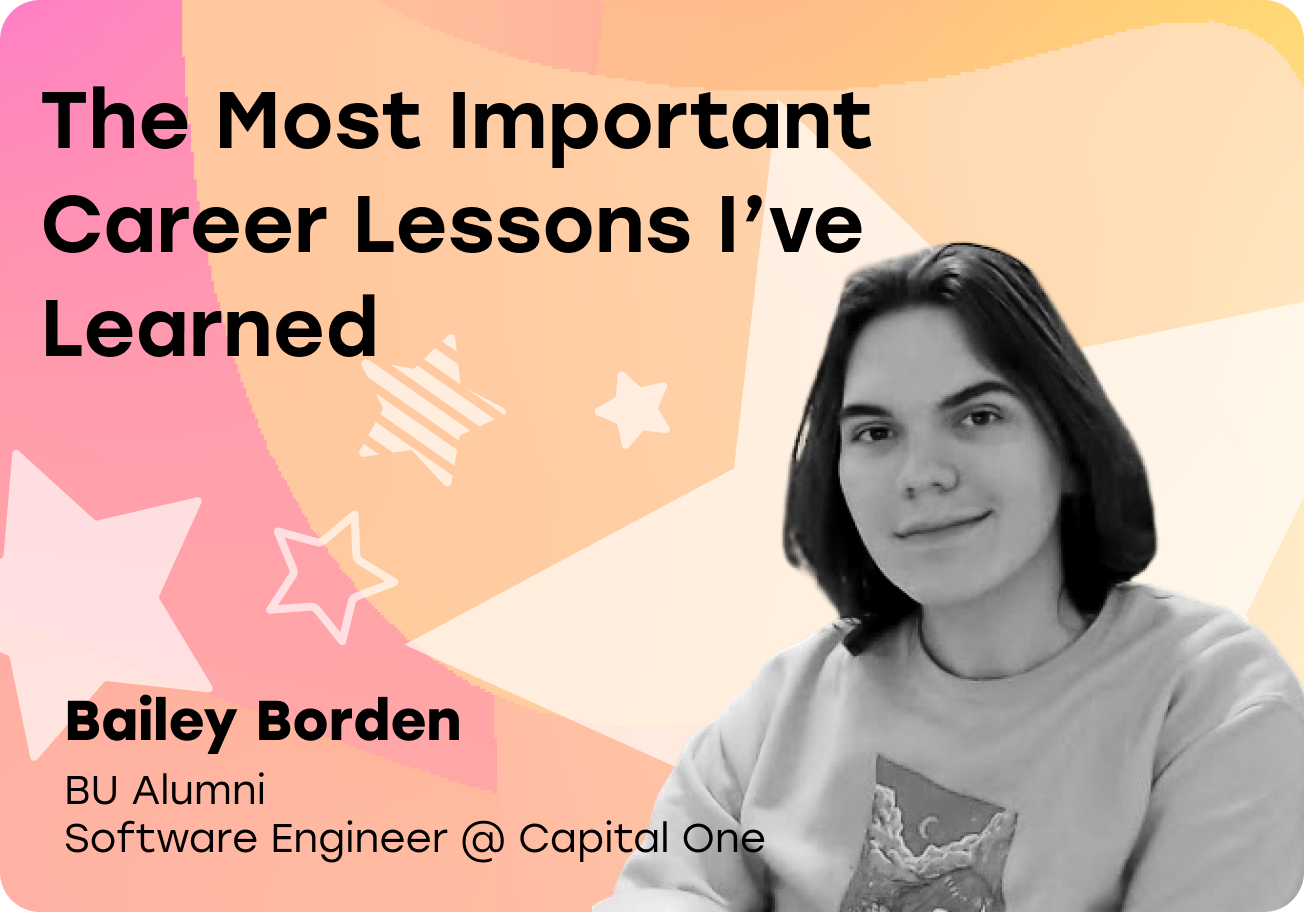 The Most Important
Career Lessons I’ve
Learned
Bailey Borden
BU Alumni
Software Engineer @ Capital One